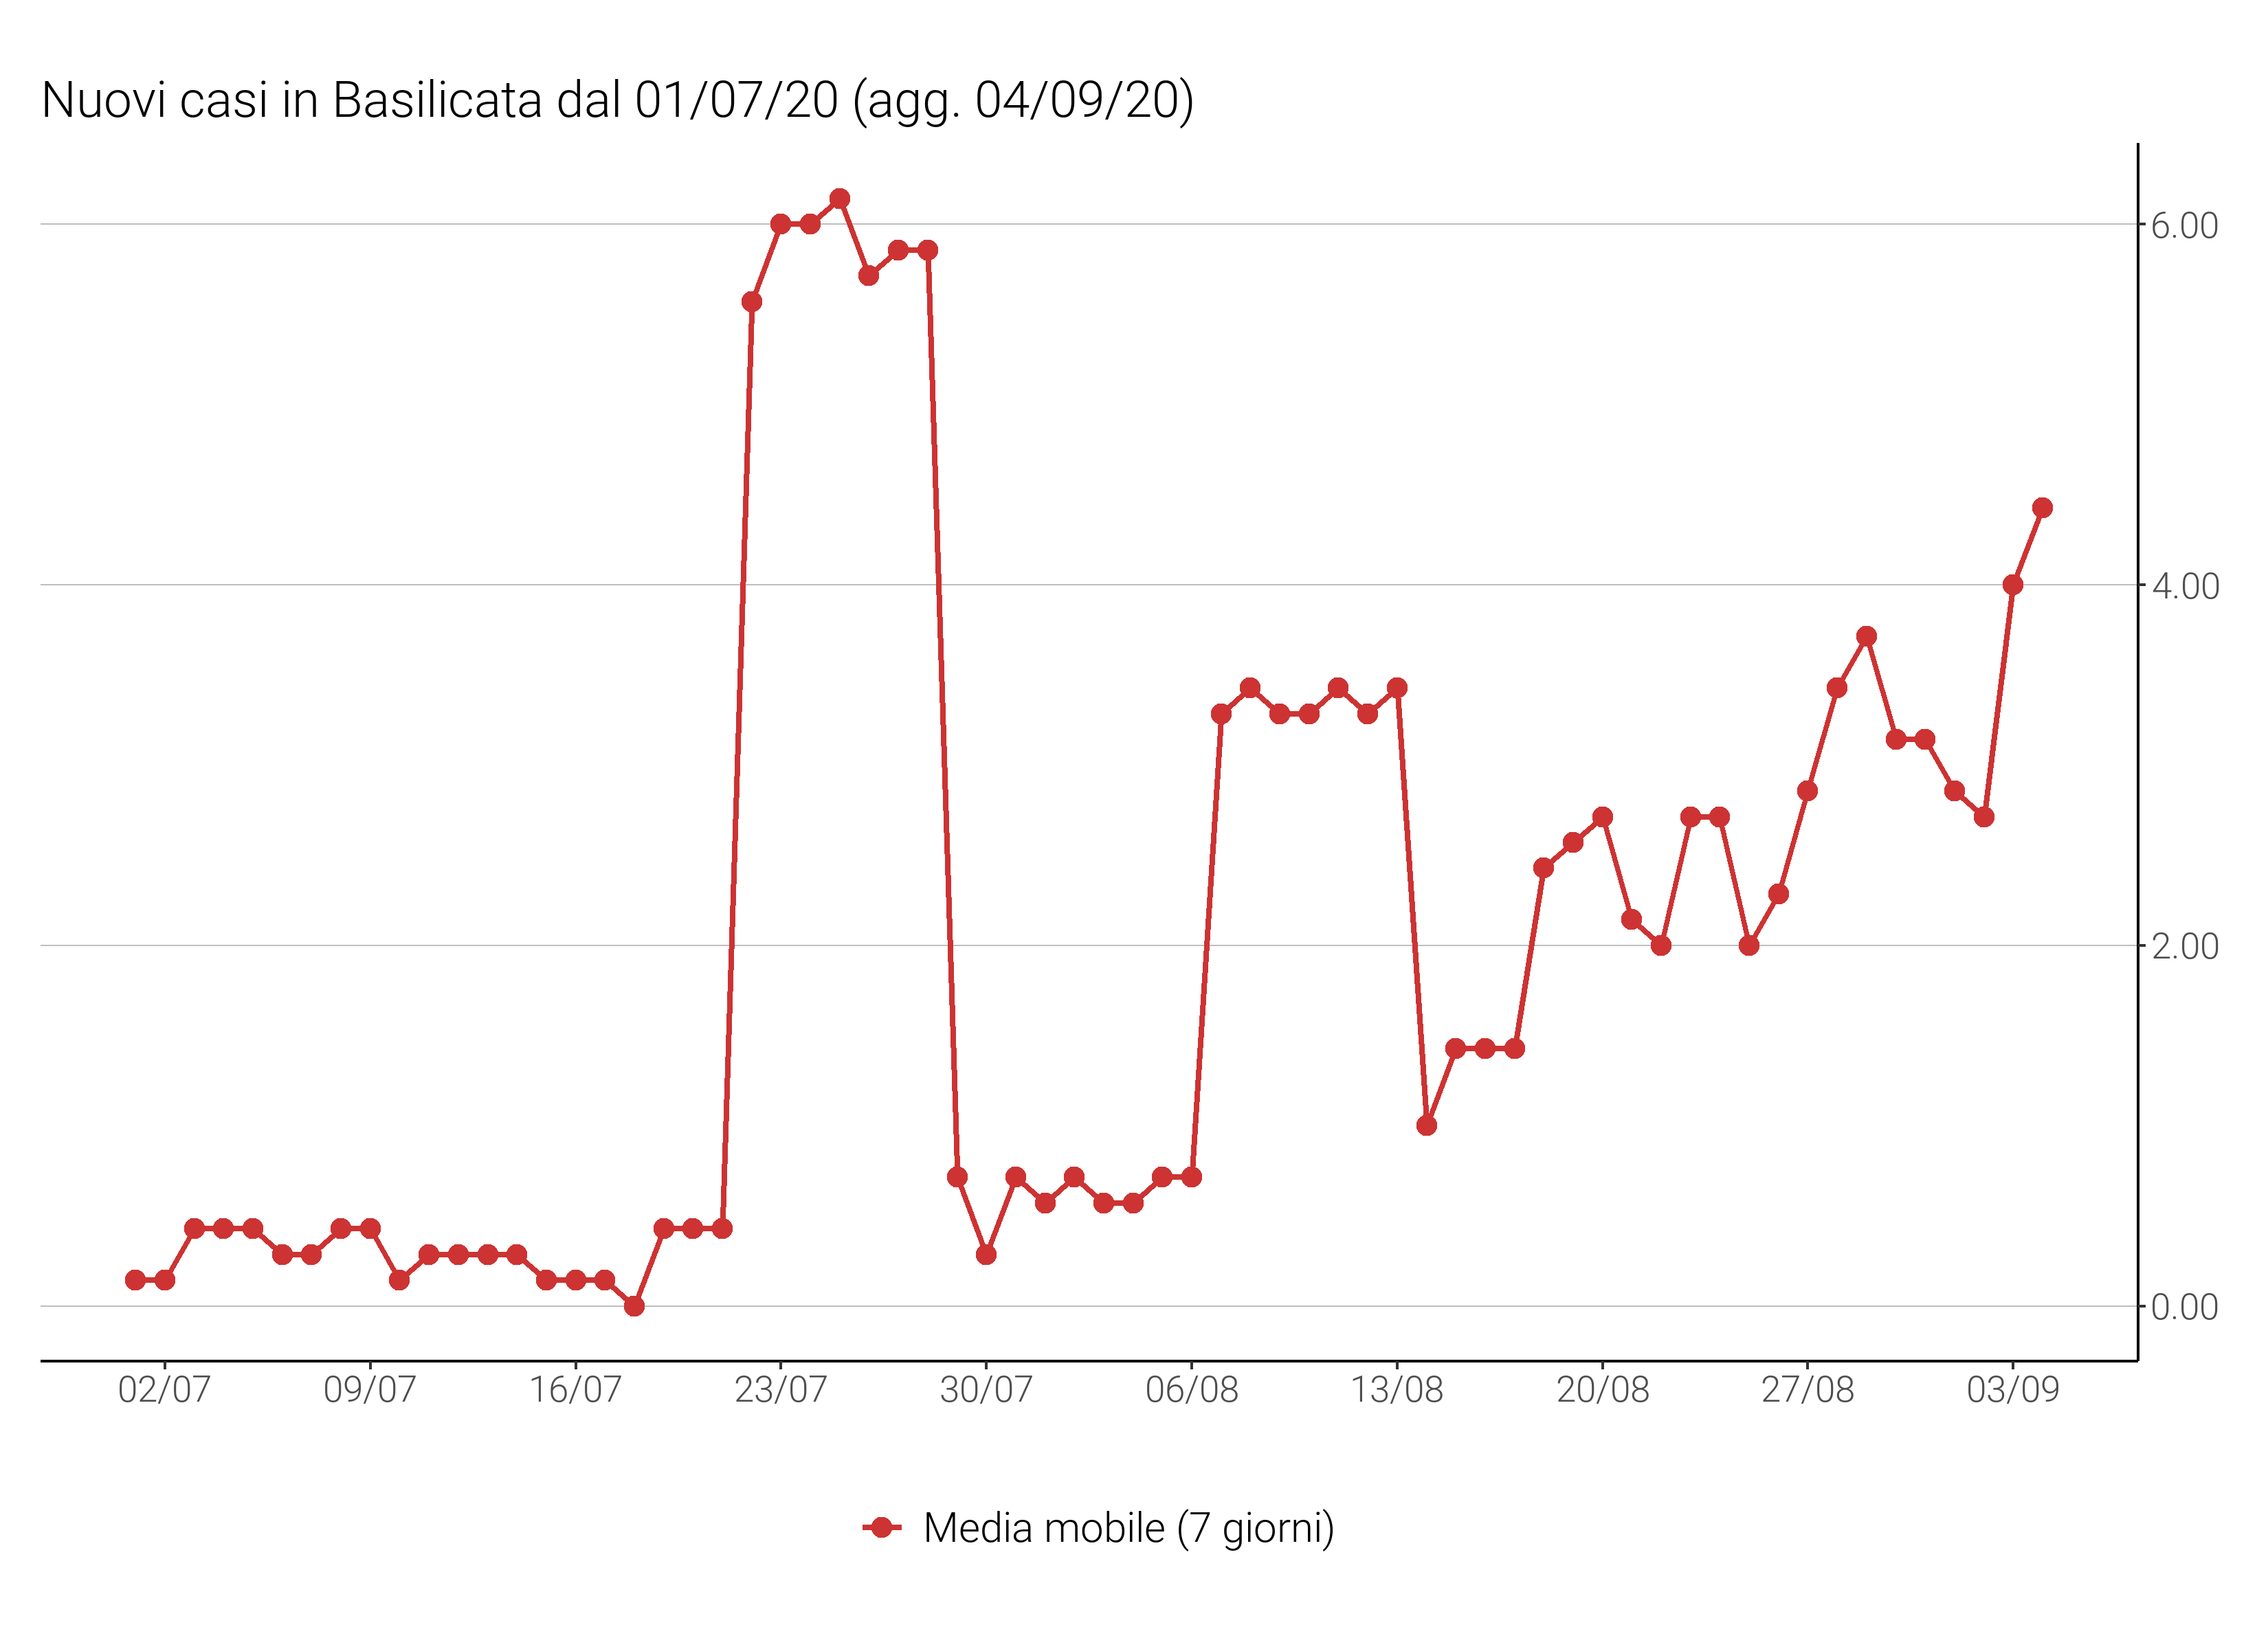 Nuovi casi in Basilicata dal 01/07/20 (agg. 04/09/20)
6.00
4.00
2.00
0.00
02/07 09/07 16/07 23/07 30/07 06/08 13/08 20/08 27/08 03/09
Media mobile (7 giorni)